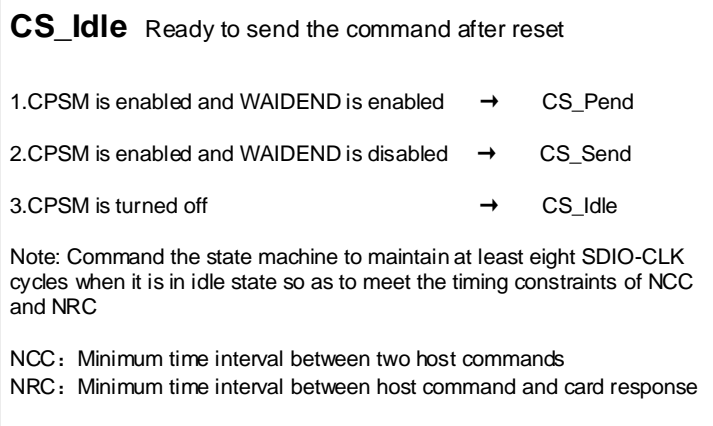 CS_Idle Ready to send the command after reset
1.CPSM is enabled and WAIDEND is enabled → CS_Pend
2.CPSM is enabled and WAIDEND is disabled → CS_Send
3.CPSM is turned off → CS_Idle
Note: Command the state machine to maintain at least eight SDIO-CLK
cycles when it is in idle state so as to meet the timing constraints of NCC
and NRC
NCC：Minimum time interval between two host commands
NRC：Minimum time interval between host command and card response